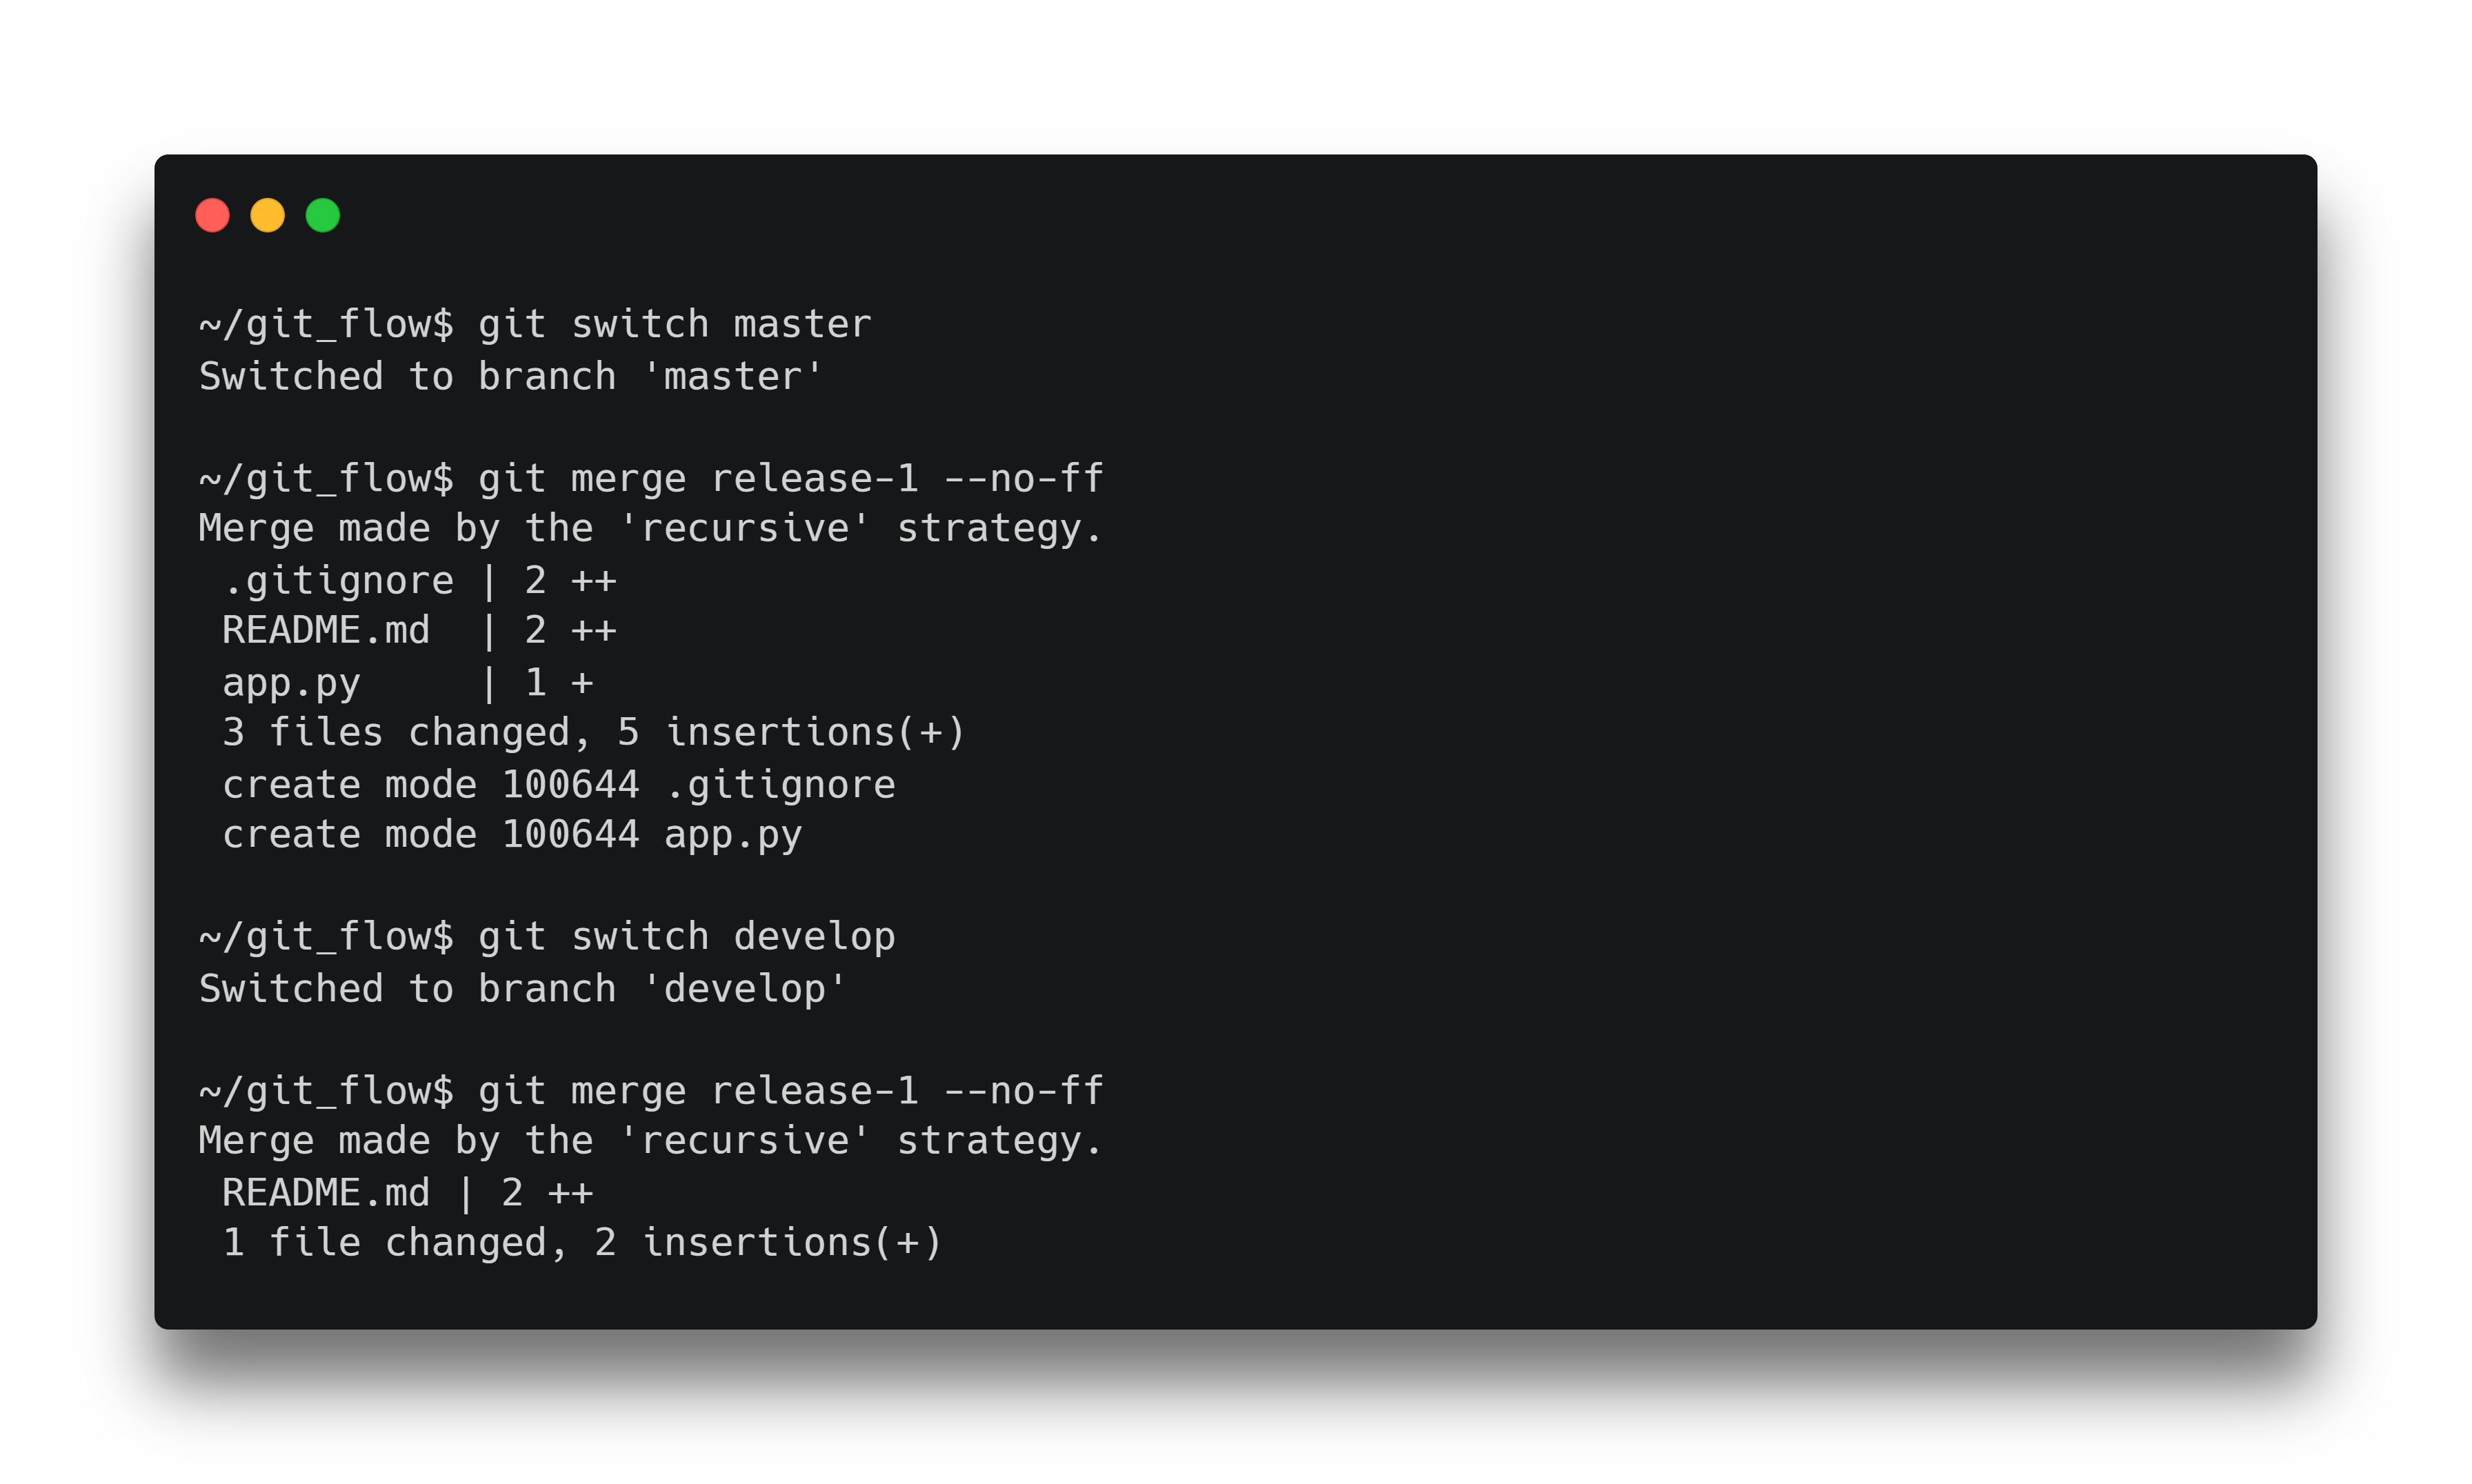 ~/git_flow$ git switch master
Switched to branch 'master'

~/git_flow$ git merge release-1 --no-ff
Merge made by the 'recursive' strategy.
 .gitignore | 2 ++
 README.md  | 2 ++
 app.py     | 1 +
 3 files changed, 5 insertions(+)
 create mode 100644 .gitignore
 create mode 100644 app.py

~/git_flow$ git switch develop
Switched to branch 'develop'

~/git_flow$ git merge release-1 --no-ff
Merge made by the 'recursive' strategy.
 README.md | 2 ++
 1 file changed, 2 insertions(+)